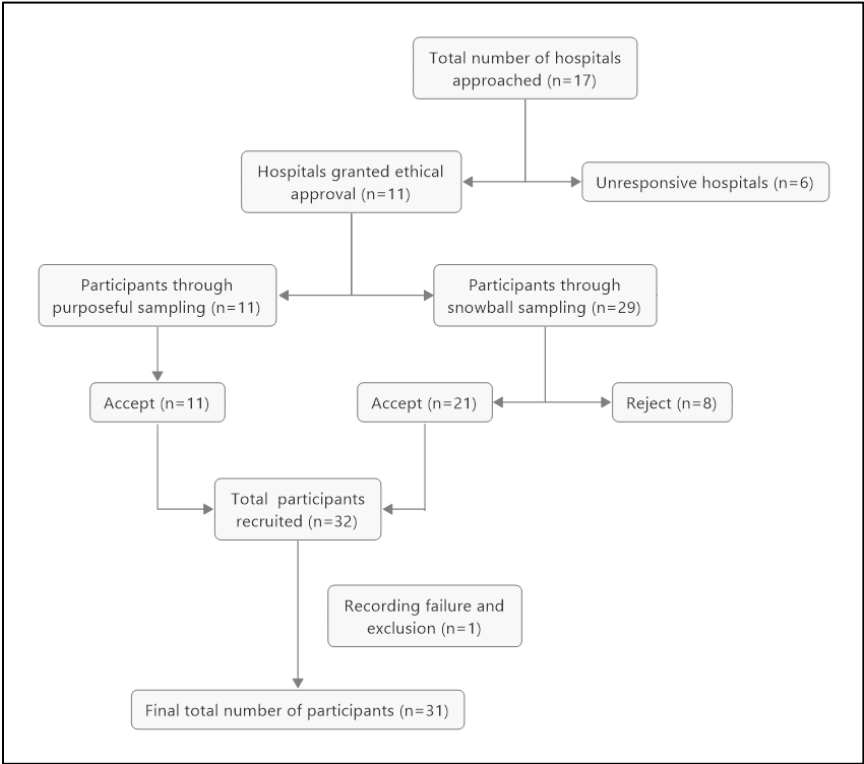 Total number of hospitals
approached (n=17)
Hospitals granted ethical
approval (n=11)
Unresponsive hospitals (n=6)
Participants through
purposeful sampling (n=11)
Participants through
snowball sampling (n=29)
Accept (n=11)
Accept (n=21)
Reject (n=8)
Total participants
recruited (n=32)
Recording failure and
exclusion (n=1)
Final total number of participants (n=31)